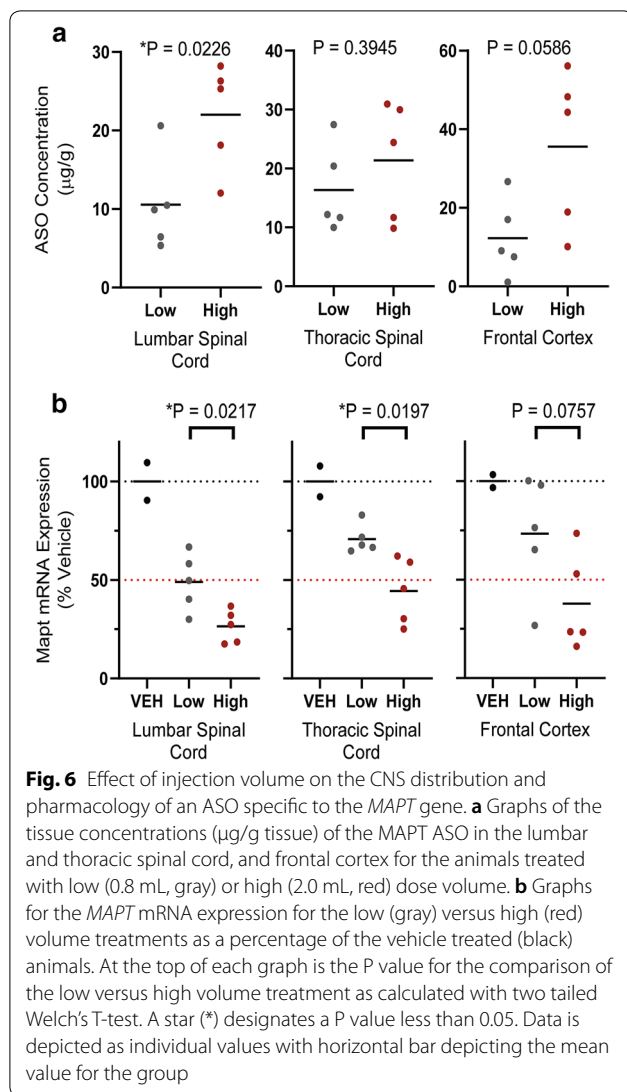 a
*P = 0.0226
P = 0.3945
P = 0.0586
ASO Concentration
(µg/g)
30
20
10
0
40
30
20
10
0
60
40
20
0
Low High
Lumbar Spinal
Cord
Low High
Thoracic Spinal
Cord
Low High
Frontal Cortex
b
*P = 0.0217
*P = 0.0197
P = 0.0757
Mapt mRNA Expression
(% Vehicle)
100
50
0
VEH Low High
Lumbar Spinal
Cord
VEH Low High
Thoracic Spinal
Cord
VEH Low High
Frontal Cortex
Fig. 6 Effect of injection volume on the CNS distribution and
pharmacology of an ASO specific to the MAPT gene. a Graphs of the
tissue concentrations (µg/g tissue) of the MAPT ASO in the lumbar
and thoracic spinal cord, and frontal cortex for the animals treated
with low (0.8 mL, gray) or high (2.0 mL, red) dose volume. b Graphs
for the MAPT mRNA expression for the low (gray) versus high (red)
volume treatments as a percentage of the vehicle treated (black)
animals. At the top of each graph is the P value for the comparison of
the low versus high volume treatment as calculated with two tailed
Welch's T-test. A star (*) designates a P value less than 0.05. Data is
depicted as individual values with horizontal bar depicting the mean
value for the group